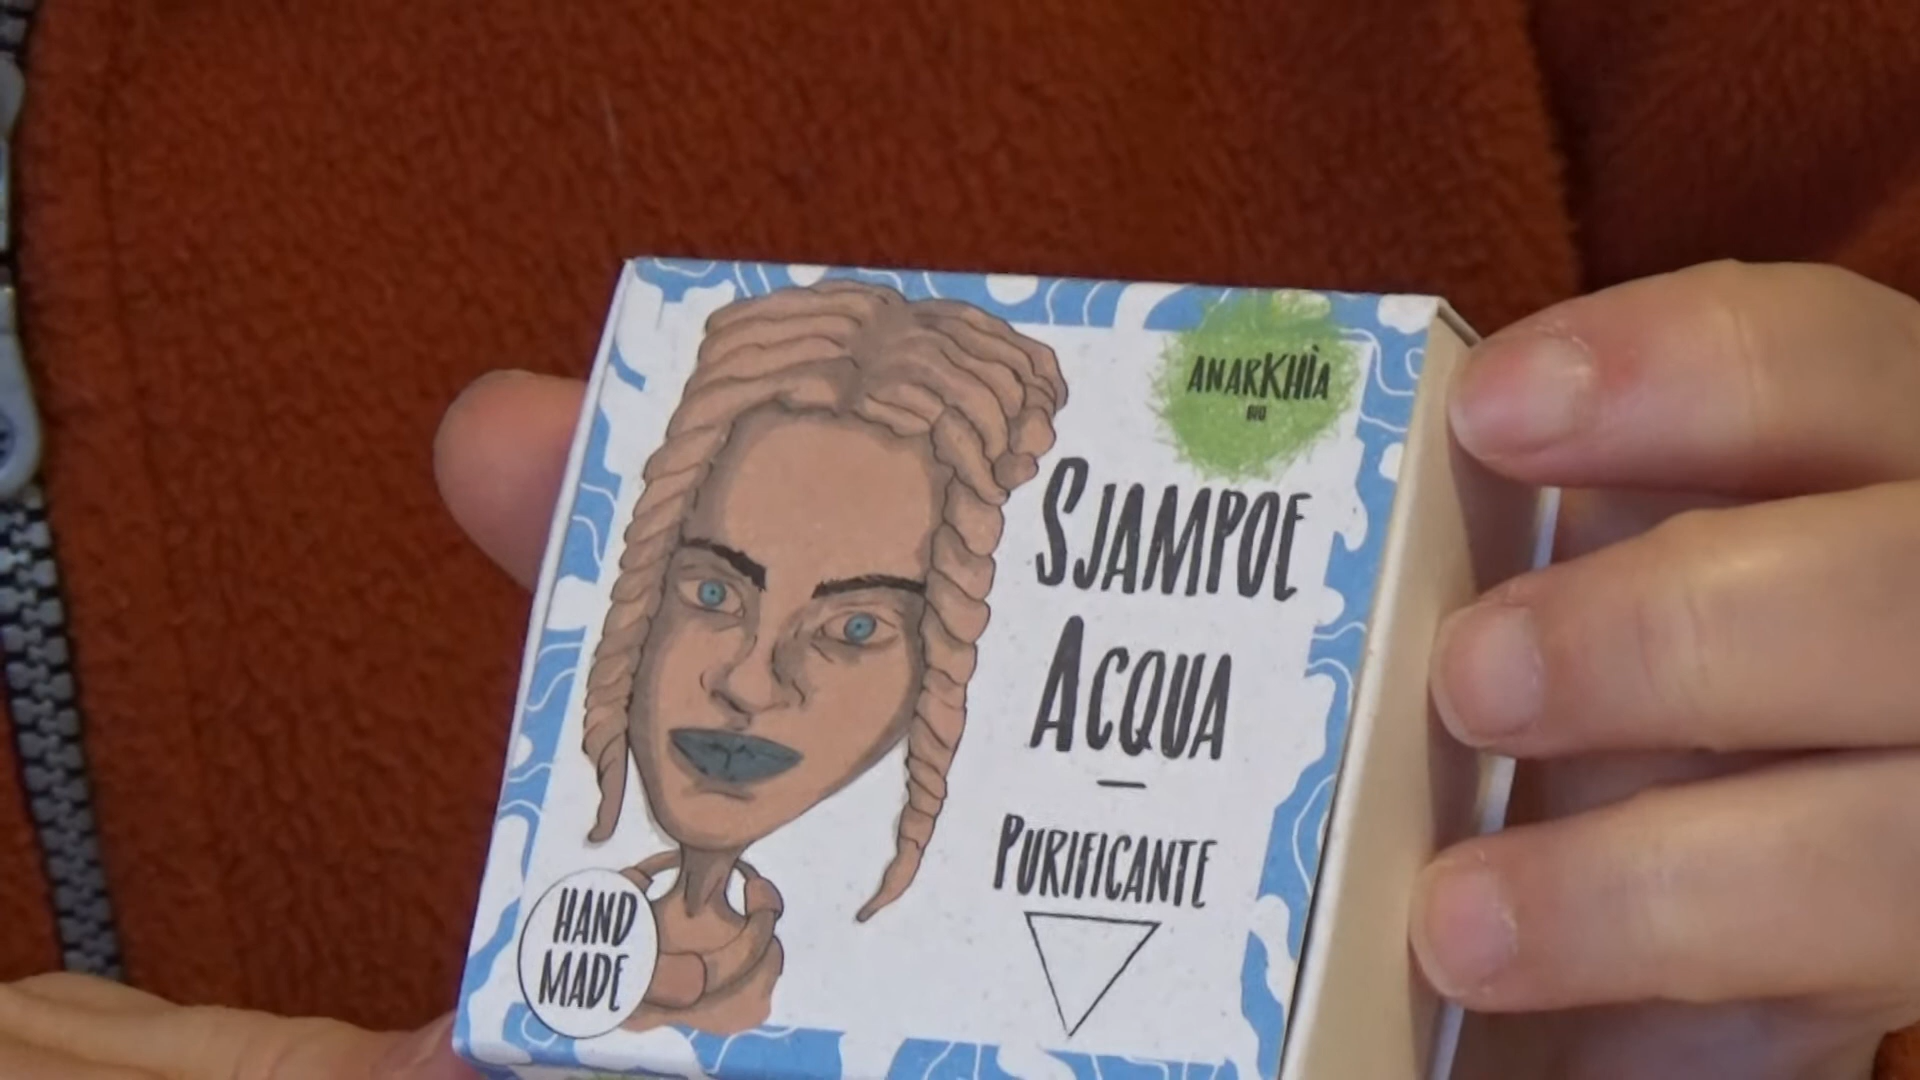 ANARKHÌA
BIO
SJAMPOE
ACQUA
–
PURIFICANTE
HAND
MADE